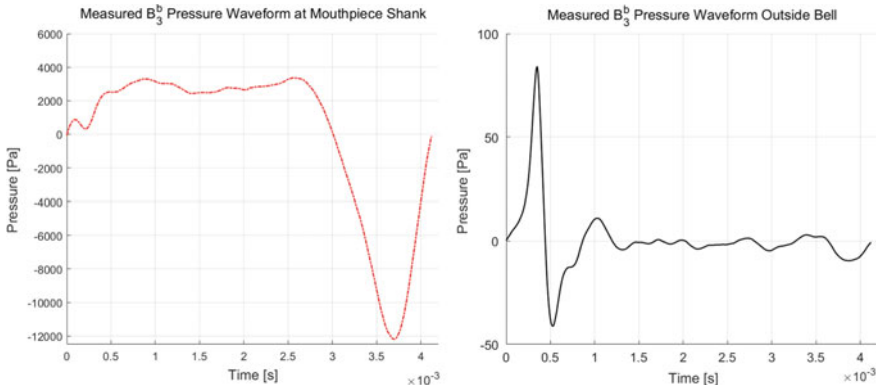 Measured B₃ᵇ Pressure Waveform at Mouthpiece Shank
6000
4000
2000
0
-2000
-4000
-6000
-8000
-10000
-12000
Pressure [Pa]
0 0.5 1 1.5 2 2.5 3 3.5 4
Time [s]
×10⁻³
Measured B₃ᵇ Pressure Waveform Outside Bell
100
50
0
-50
Pressure [Pa]
0 0.5 1 1.5 2 2.5 3 3.5 4
Time [s]
×10⁻³